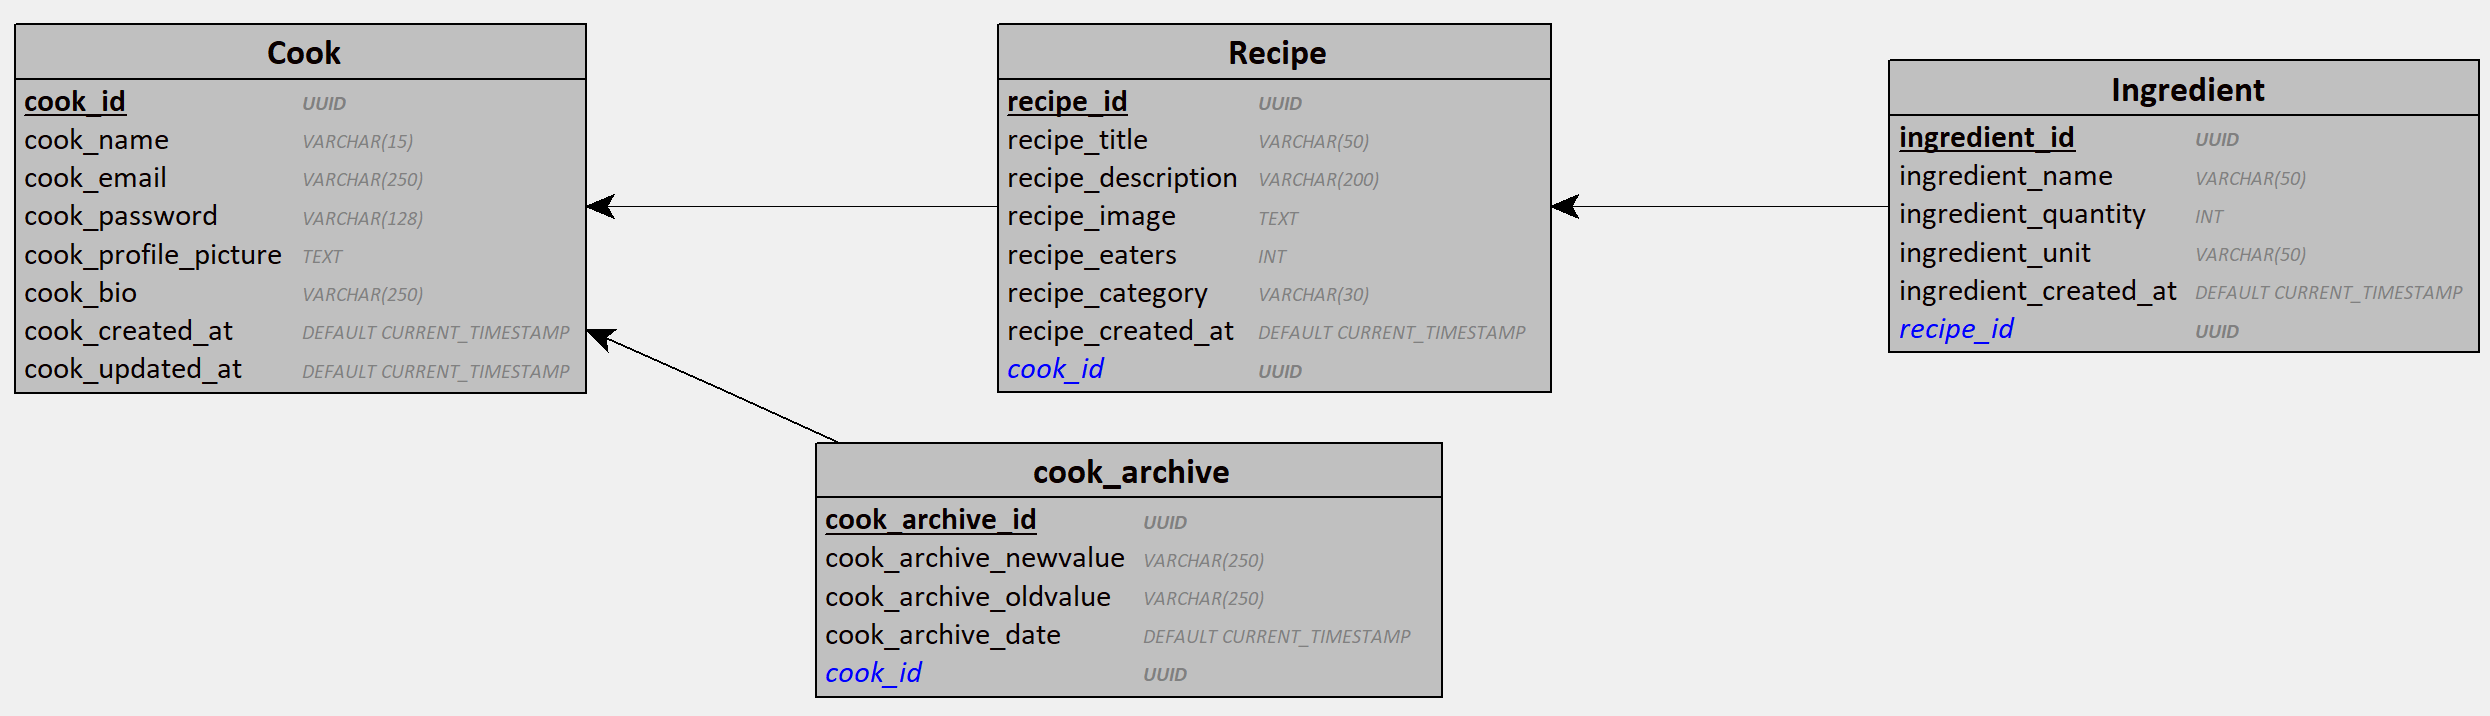 Cook
cook_id UUID
cook_name VARCHAR(15)
cook_email VARCHAR(250)
cook_password VARCHAR(128)
cook_profile_picture TEXT
cook_bio VARCHAR(250)
cook_created_at DEFAULT CURRENT_TIMESTAMP
cook_updated_at DEFAULT CURRENT_TIMESTAMP
Recipe
recipe_id UUID
recipe_title VARCHAR(50)
recipe_description VARCHAR(200)
recipe_image TEXT
recipe_eaters INT
recipe_category VARCHAR(30)
recipe_created_at DEFAULT CURRENT_TIMESTAMP
cook_id UUID
Ingredient
ingredient_id UUID
ingredient_name VARCHAR(50)
ingredient_quantity INT
ingredient_unit VARCHAR(50)
ingredient_created_at DEFAULT CURRENT_TIMESTAMP
recipe_id UUID
cook_archive
cook_archive_id UUID
cook_archive_newvalue VARCHAR(250)
cook_archive_oldvalue VARCHAR(250)
cook_archive_date DEFAULT CURRENT_TIMESTAMP
cook_id UUID